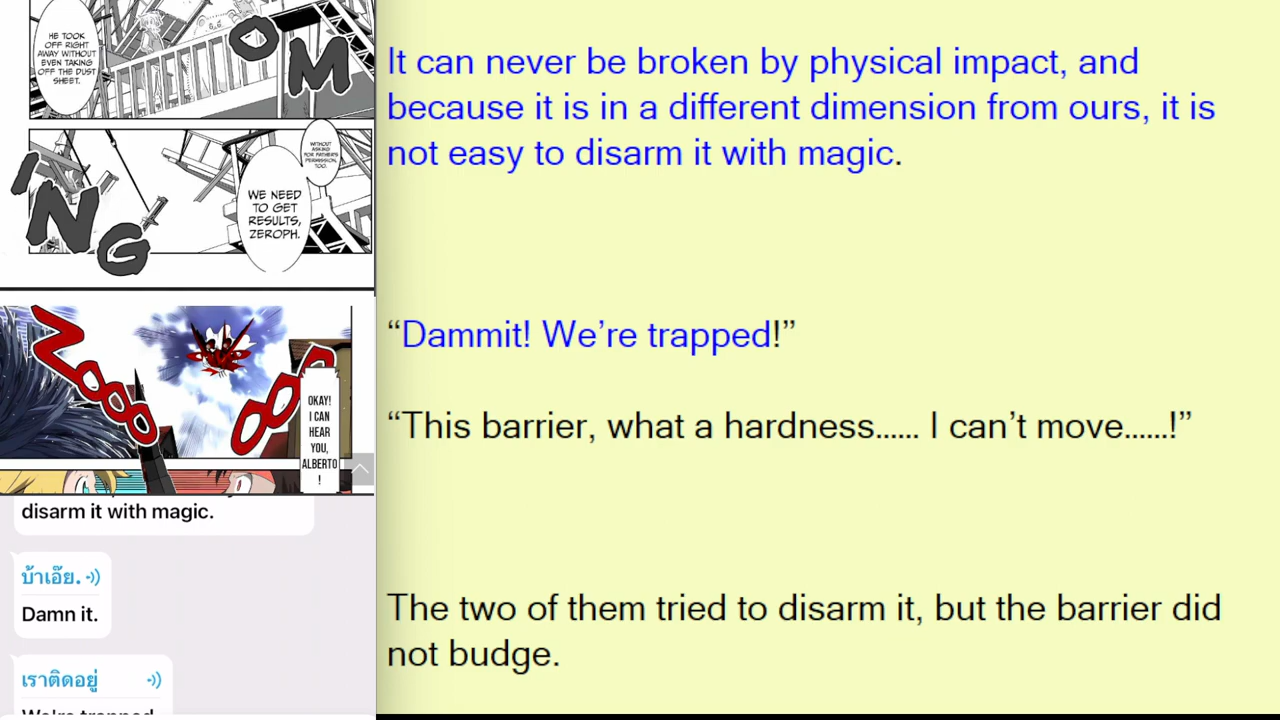 HE TOOK
OFF RIGHT
AWAY WITHOUT
EVEN TAKING
OFF THE DUST
SHEET.
OM
WITHOUT
ASKING
FOR FATHER'S
PERMISSION,
TOO.
WE NEED
TO GET
RESULTS,
ZEROPH.
ING
ZOOO
OOO
OKAY!
I CAN
HEAR
YOU,
ALBERTO
!
disarm it with magic.
บ้าเอ๊ย.
Damn it.
เราติดอยู่
We're trapped
It can never be broken by physical impact, and
because it is in a different dimension from ours, it is
not easy to disarm it with magic.
“Dammit! We’re trapped!”
“This barrier, what a hardness…… I can’t move……!”
The two of them tried to disarm it, but the barrier did
not budge.